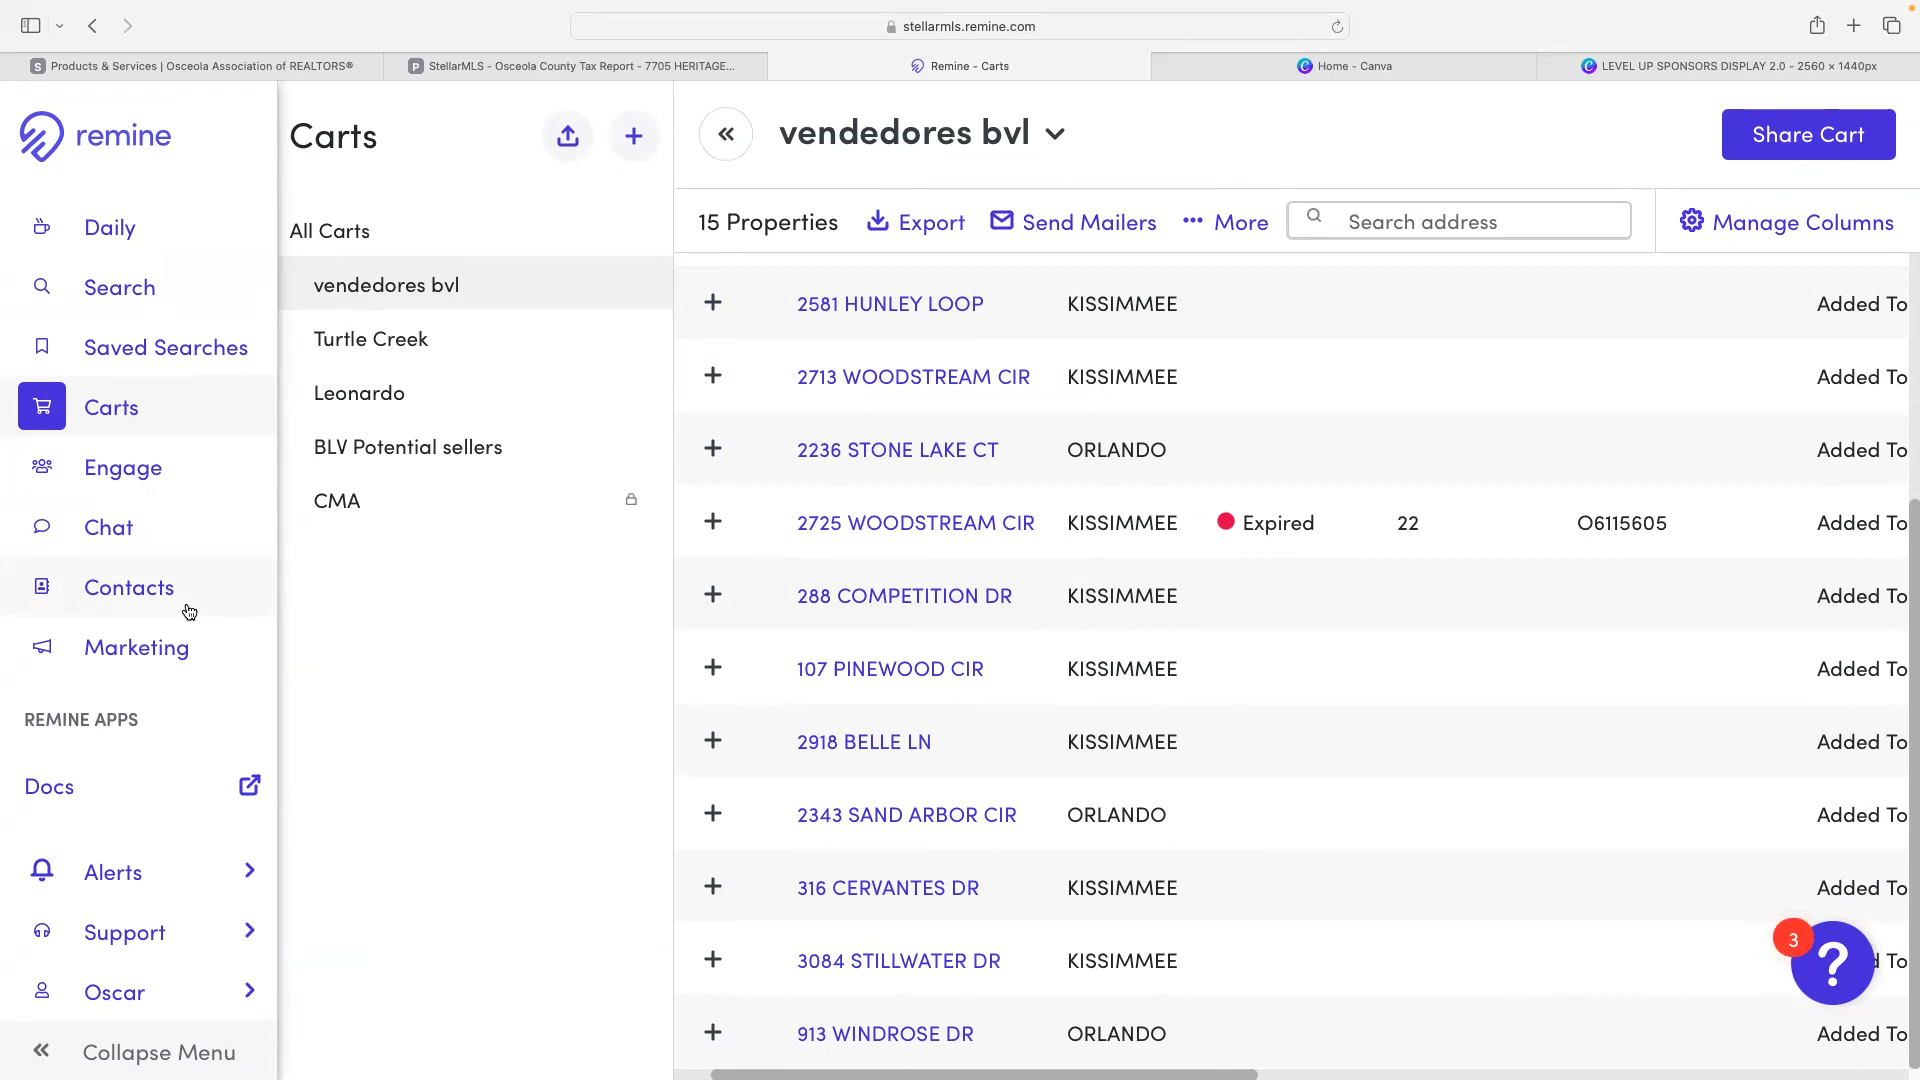 stellarmls.remine.com
Products & Services | Osceola Association of REALTORS®
StellarMLS - Osceola County Tax Report - 7705 HERITAGE...
Remine - Carts
Home - Canva
LEVEL UP SPONSORS DISPLAY 2.0 - 2560 × 1440px
remine
Daily
Search
Saved Searches
Carts
Engage
Chat
Contacts
Marketing
REMINE APPS
Docs
Alerts
Support
Oscar
Collapse Menu
Carts
All Carts
vendedores bvl
Turtle Creek
Leonardo
BLV Potential sellers
CMA
vendedores bvl
Share Cart
15 Properties Export Send Mailers More Search address Manage Columns
2581 HUNLEY LOOP KISSIMMEE Added To
2713 WOODSTREAM CIR KISSIMMEE Added To
2236 STONE LAKE CT ORLANDO Added To
2725 WOODSTREAM CIR KISSIMMEE Expired 22 O6115605 Added To
288 COMPETITION DR KISSIMMEE Added To
107 PINEWOOD CIR KISSIMMEE Added To
2918 BELLE LN KISSIMMEE Added To
2343 SAND ARBOR CIR ORLANDO Added To
316 CERVANTES DR KISSIMMEE Added To
3084 STILLWATER DR KISSIMMEE d To
913 WINDROSE DR ORLANDO Added To
3
?